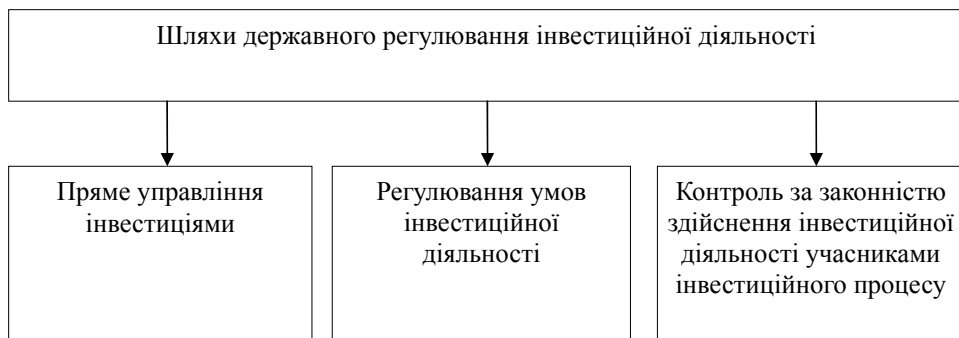 Шляхи державного регулювання інвестиційної діяльності
Пряме управління
інвестиціями
Регулювання умов
інвестиційної
діяльності
Контроль за законністю
здійснення інвестиційної
діяльності учасниками
інвестиційного процесу